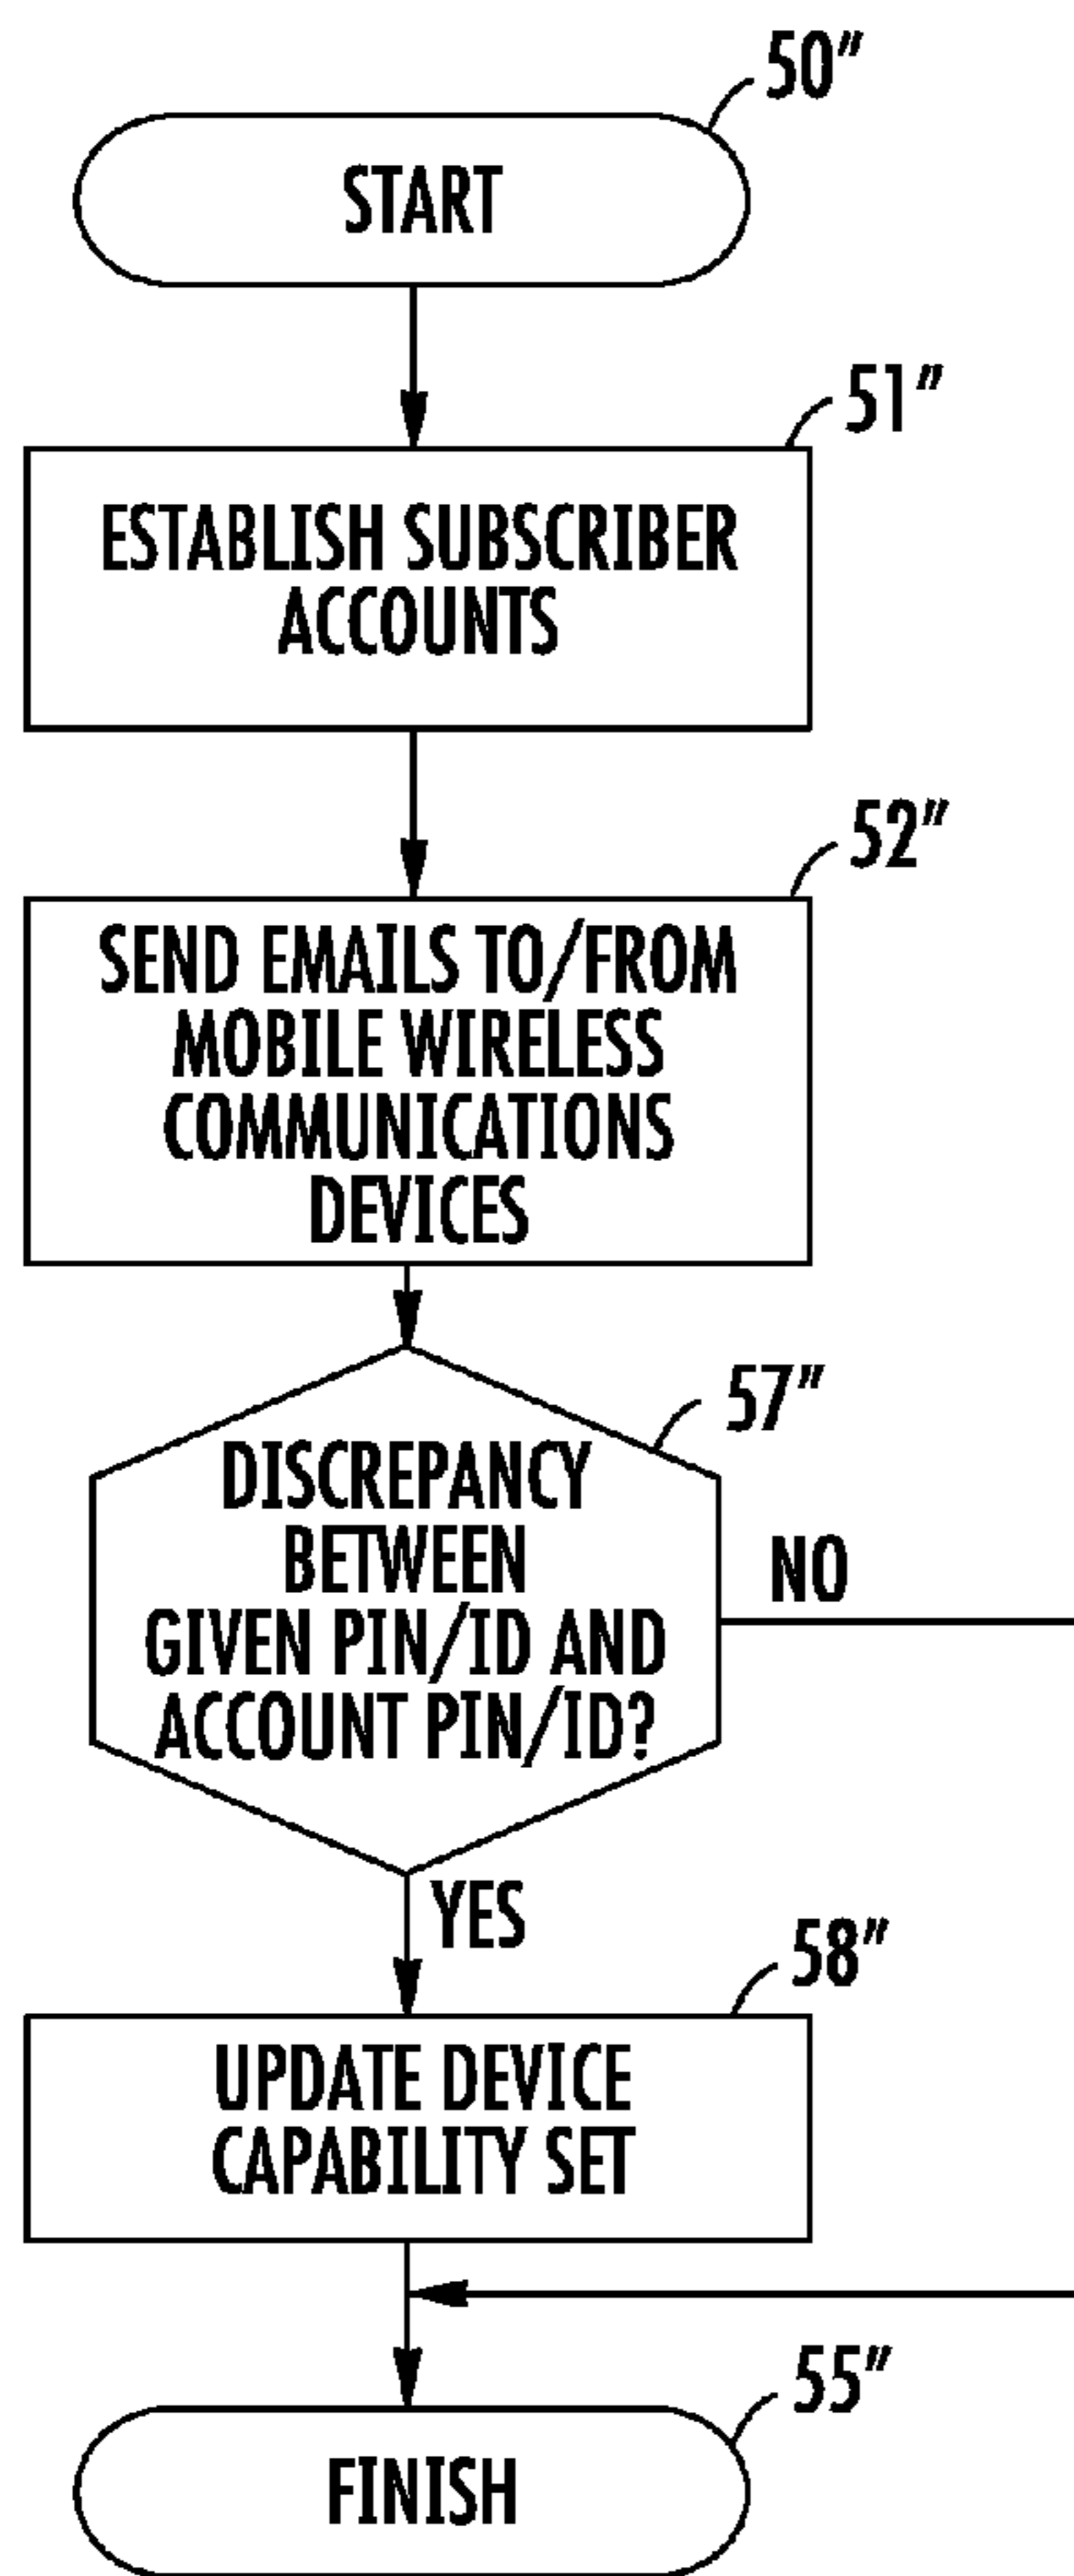 50"
START
51"
ESTABLISH SUBSCRIBER
ACCOUNTS
52"
SEND EMAILS TO/FROM
MOBILE WIRELESS
COMMUNICATIONS
DEVICES
57"
DISCREPANCY
BETWEEN
GIVEN PIN/ID AND
ACCOUNT PIN/ID?
NO
YES
58"
UPDATE DEVICE
CAPABILITY SET
55"
FINISH